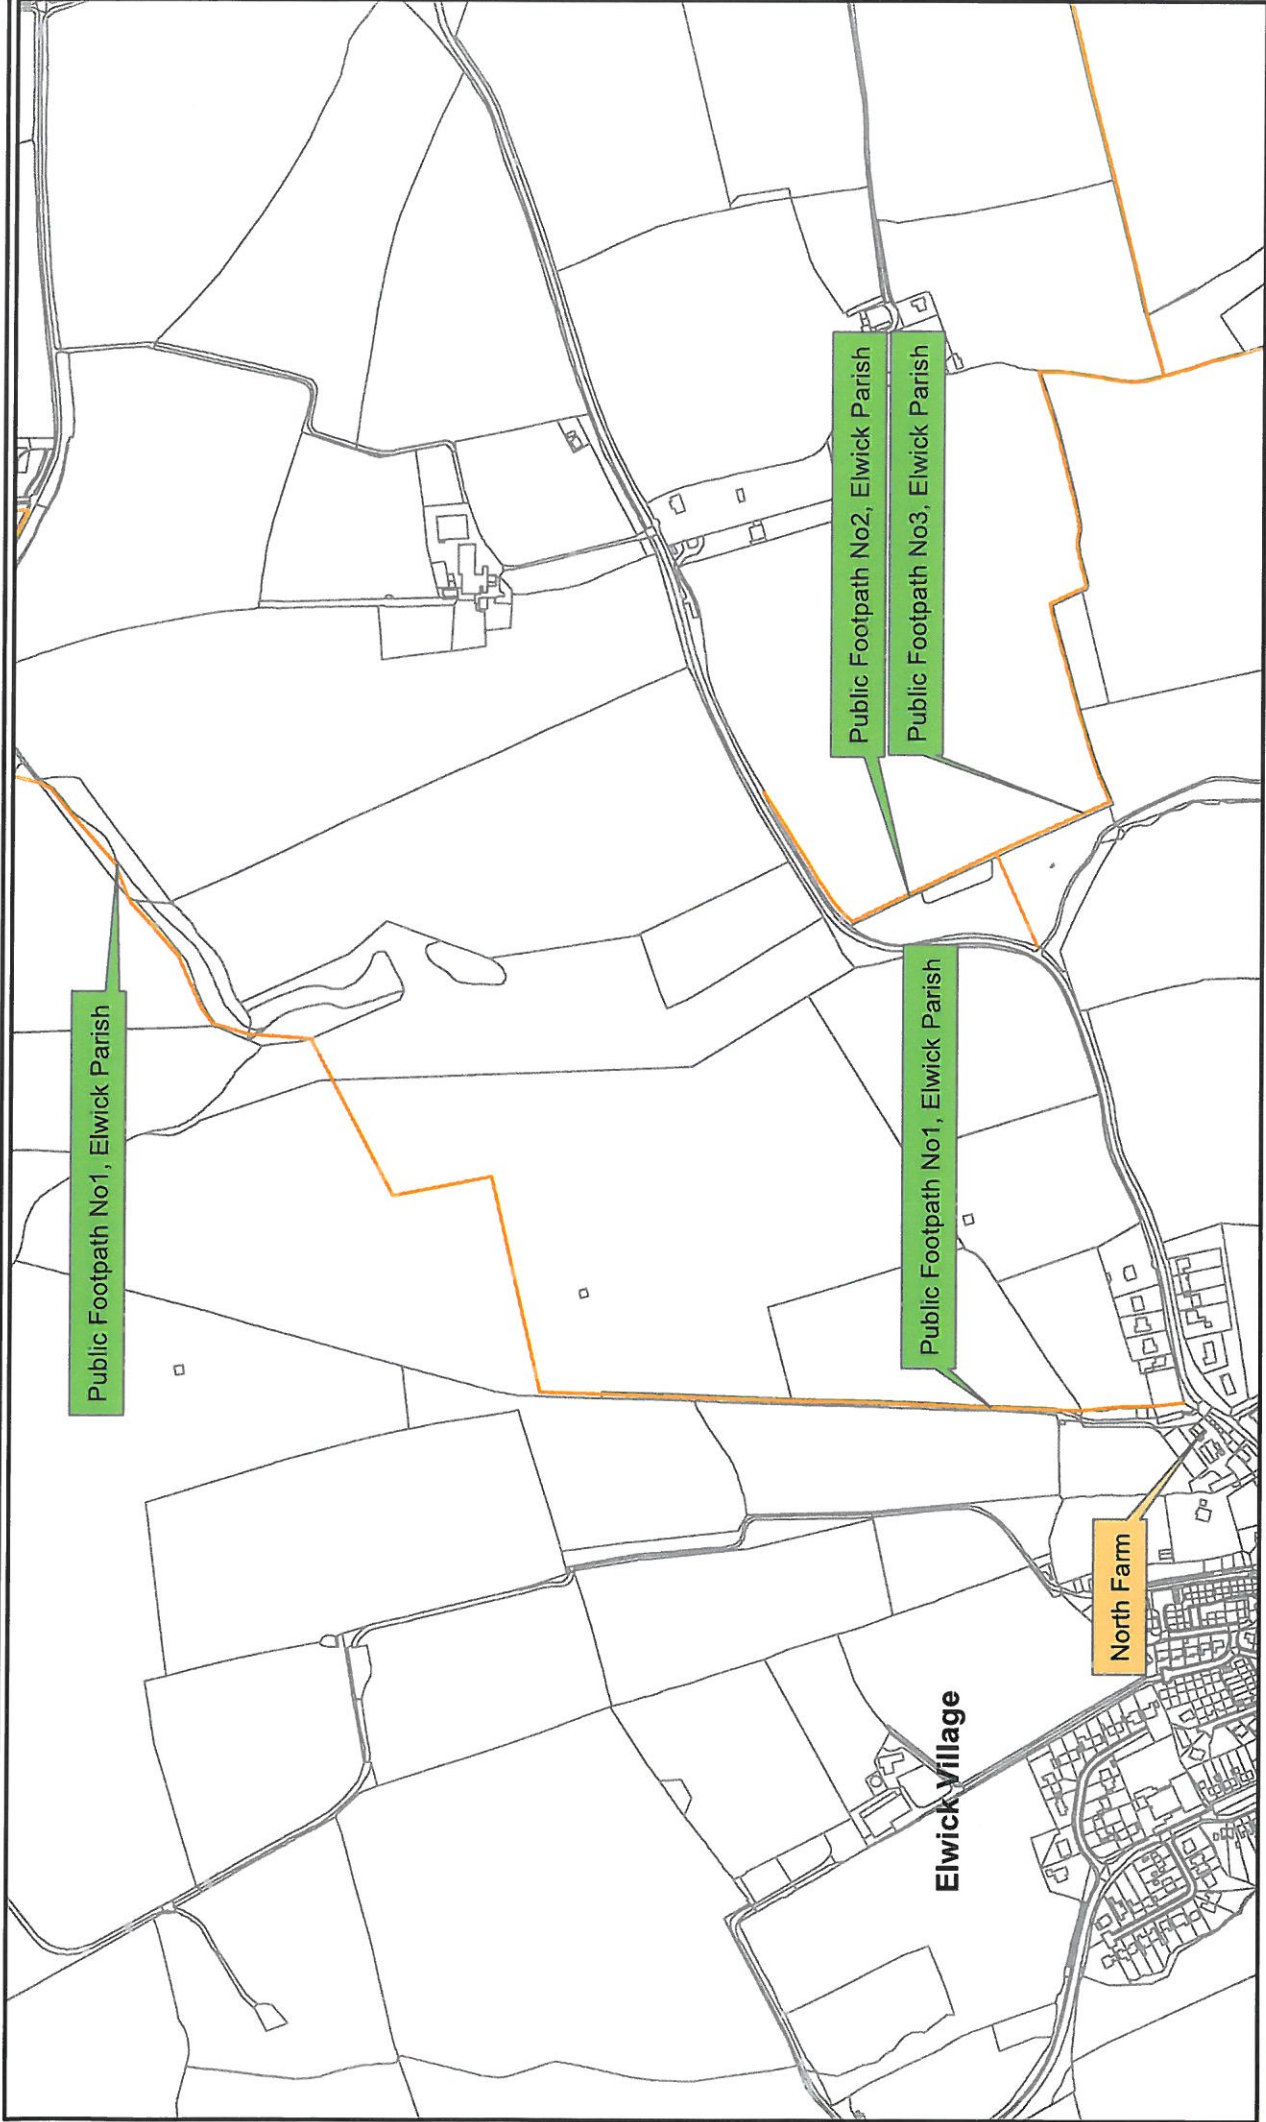 Public Footpath No1, Elwick Parish
Public Footpath No2, Elwick Parish
Public Footpath No3, Elwick Parish
Public Footpath No1, Elwick Parish
North Farm
Elwick Village